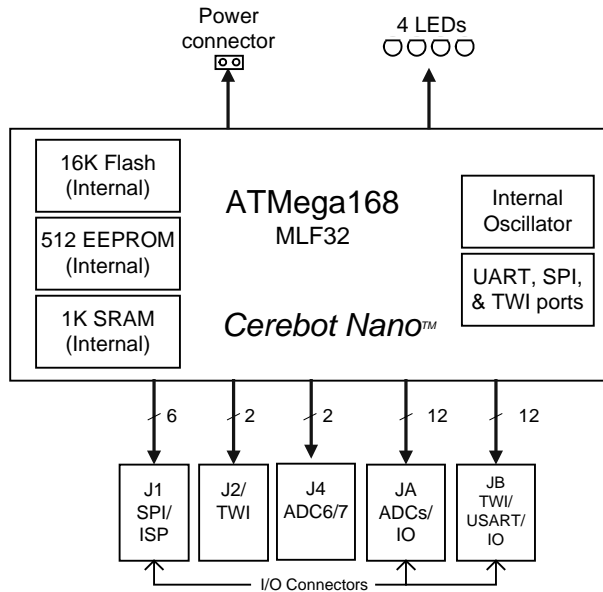 Power
connector
4 LEDs
16K Flash
(Internal)
512 EEPROM
(Internal)
1K SRAM
(Internal)
ATMega168
MLF32
Cerebot Nano™
Internal
Oscillator
UART, SPI,
& TWI ports
6
2
2
12
12
J1
SPI/
ISP
J2/
TWI
J4
ADC6/7
JA
ADCs/
IO
JB
TWI/
USART/
IO
I/O Connectors